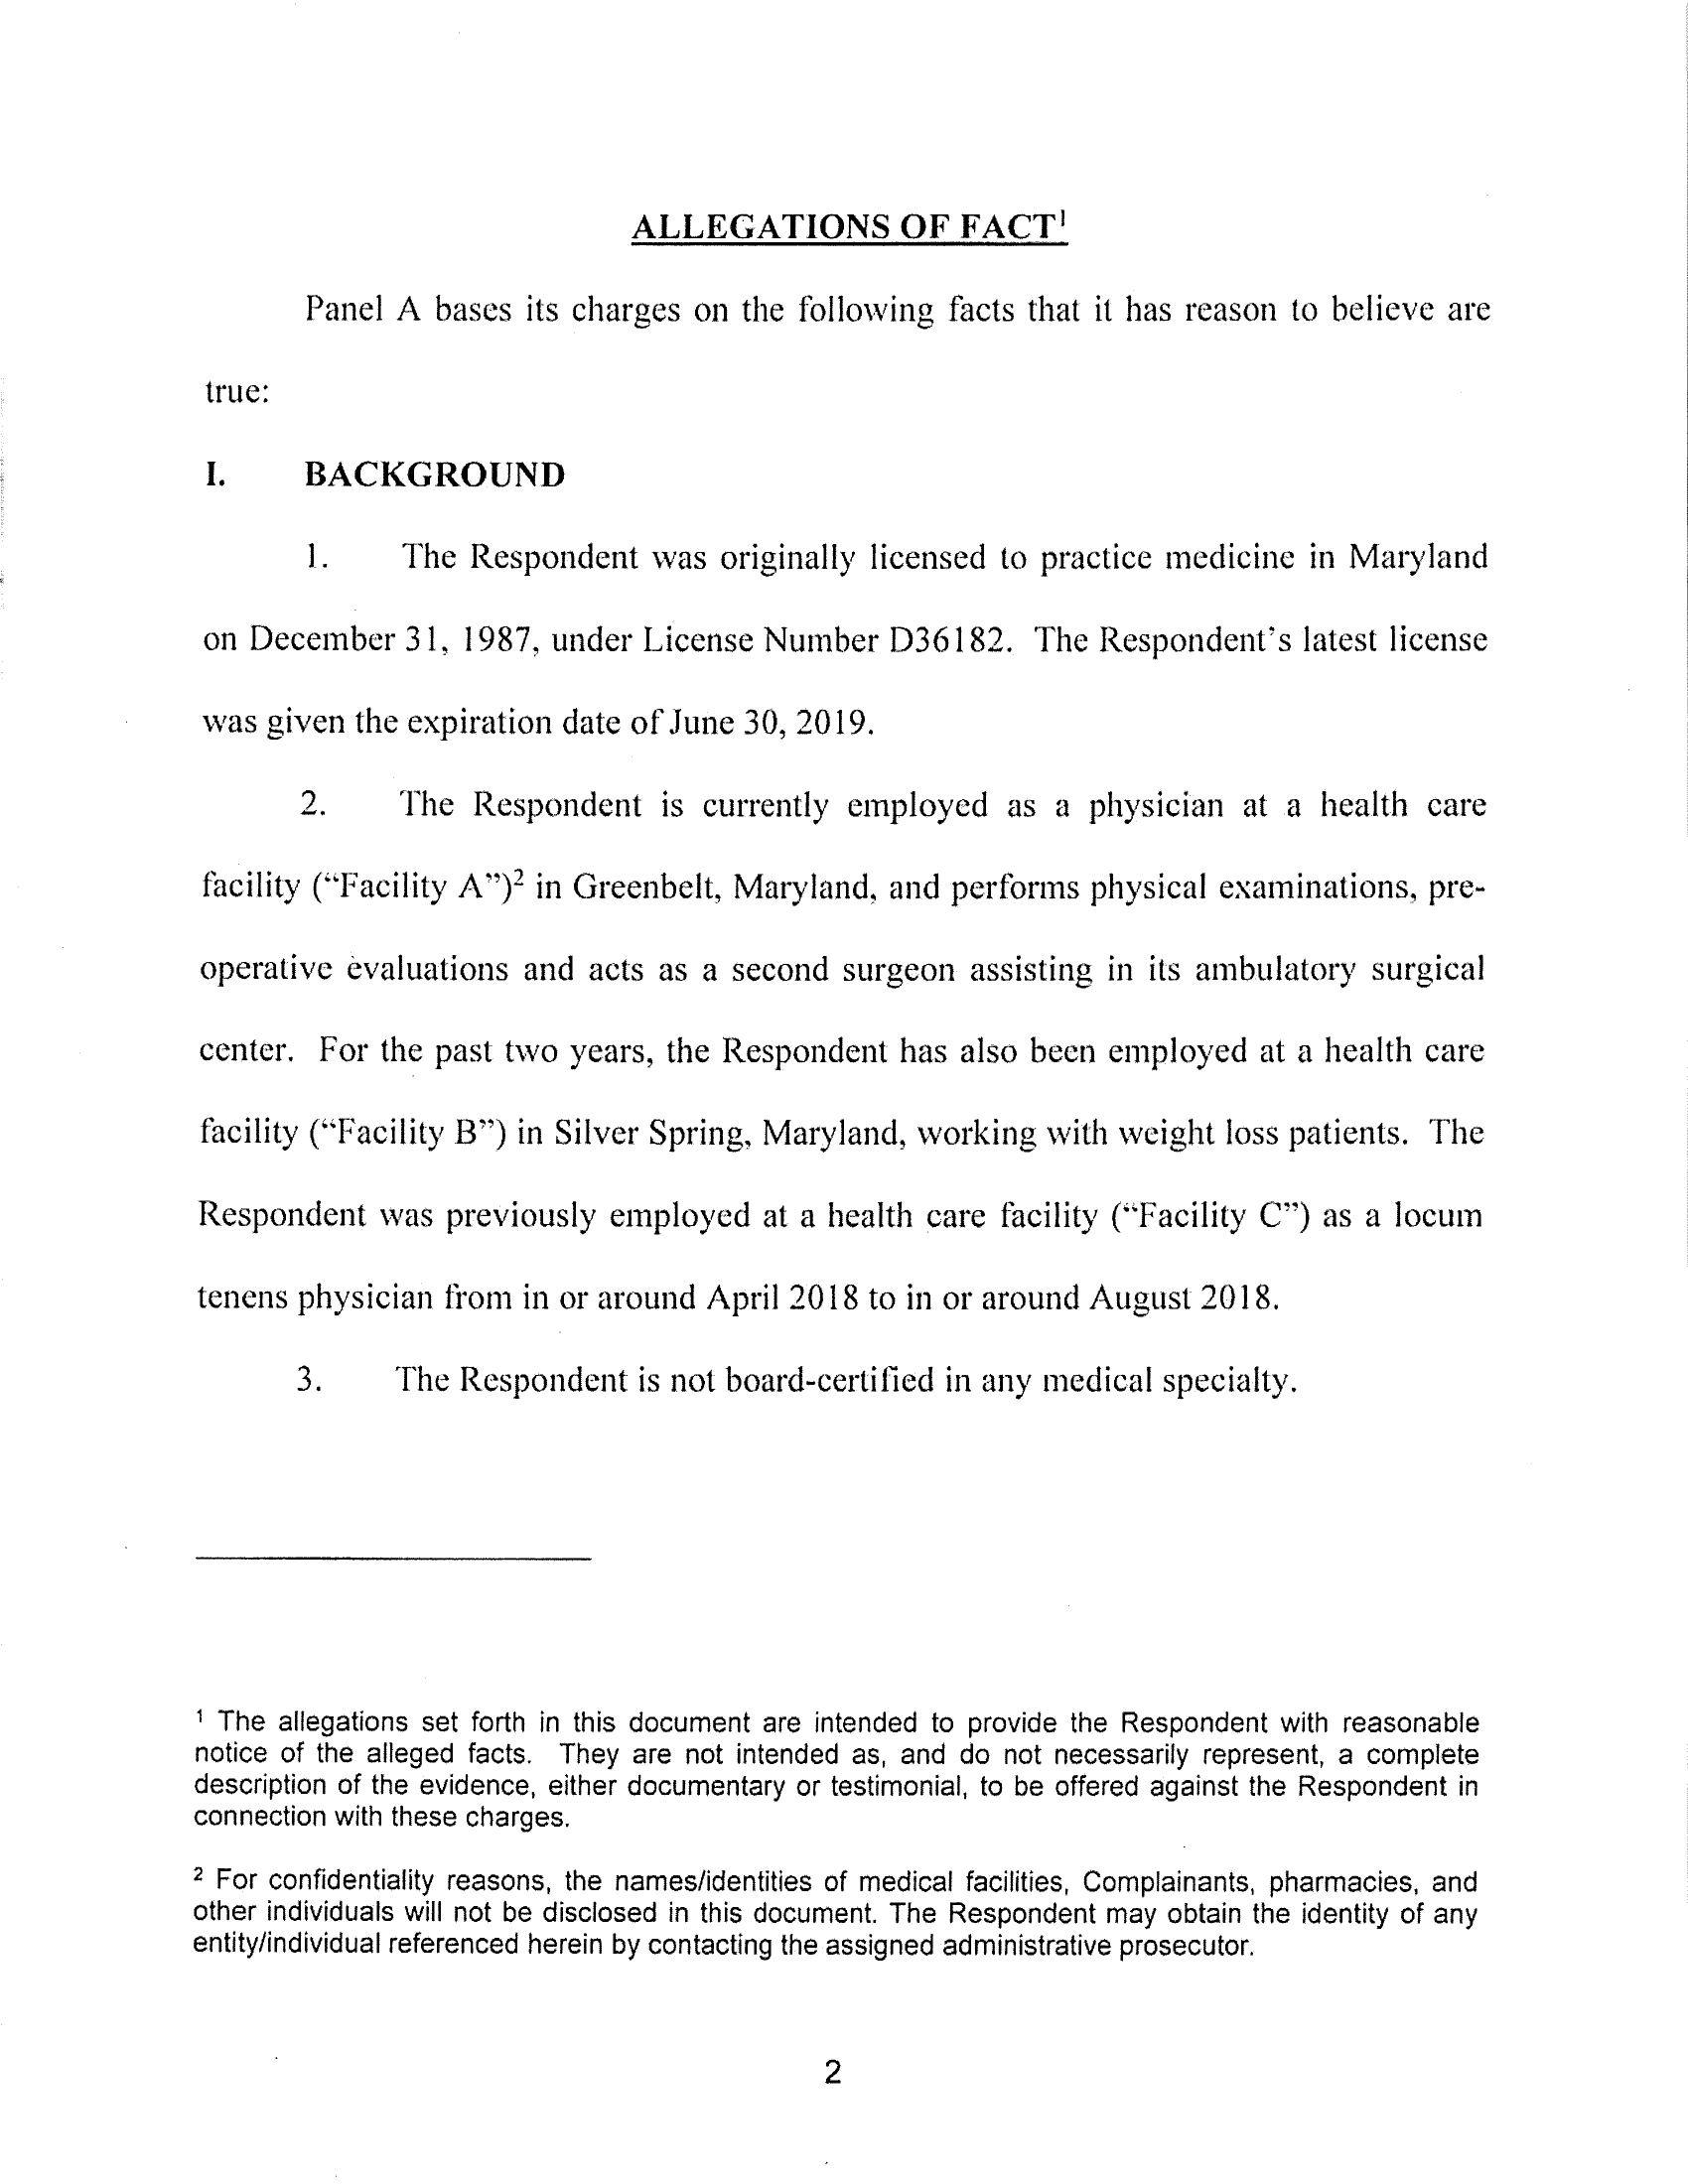 ALLEGATIONS OF FACT¹
Panel A bases its charges on the following facts that it has reason to believe are
true:
I. BACKGROUND
1. The Respondent was originally licensed to practice medicine in Maryland
on December 31, 1987, under License Number D36182. The Respondent's latest license
was given the expiration date of June 30, 2019.
2. The Respondent is currently employed as a physician at a health care
facility (“Facility A”)² in Greenbelt, Maryland, and performs physical examinations, pre-
operative evaluations and acts as a second surgeon assisting in its ambulatory surgical
center. For the past two years, the Respondent has also been employed at a health care
facility (“Facility B”) in Silver Spring, Maryland, working with weight loss patients. The
Respondent was previously employed at a health care facility (“Facility C”) as a locum
tenens physician from in or around April 2018 to in or around August 2018.
3. The Respondent is not board-certified in any medical specialty.
¹ The allegations set forth in this document are intended to provide the Respondent with reasonable
notice of the alleged facts. They are not intended as, and do not necessarily represent, a complete
description of the evidence, either documentary or testimonial, to be offered against the Respondent in
connection with these charges.
² For confidentiality reasons, the names/identities of medical facilities, Complainants, pharmacies, and
other individuals will not be disclosed in this document. The Respondent may obtain the identity of any
entity/individual referenced herein by contacting the assigned administrative prosecutor.
2